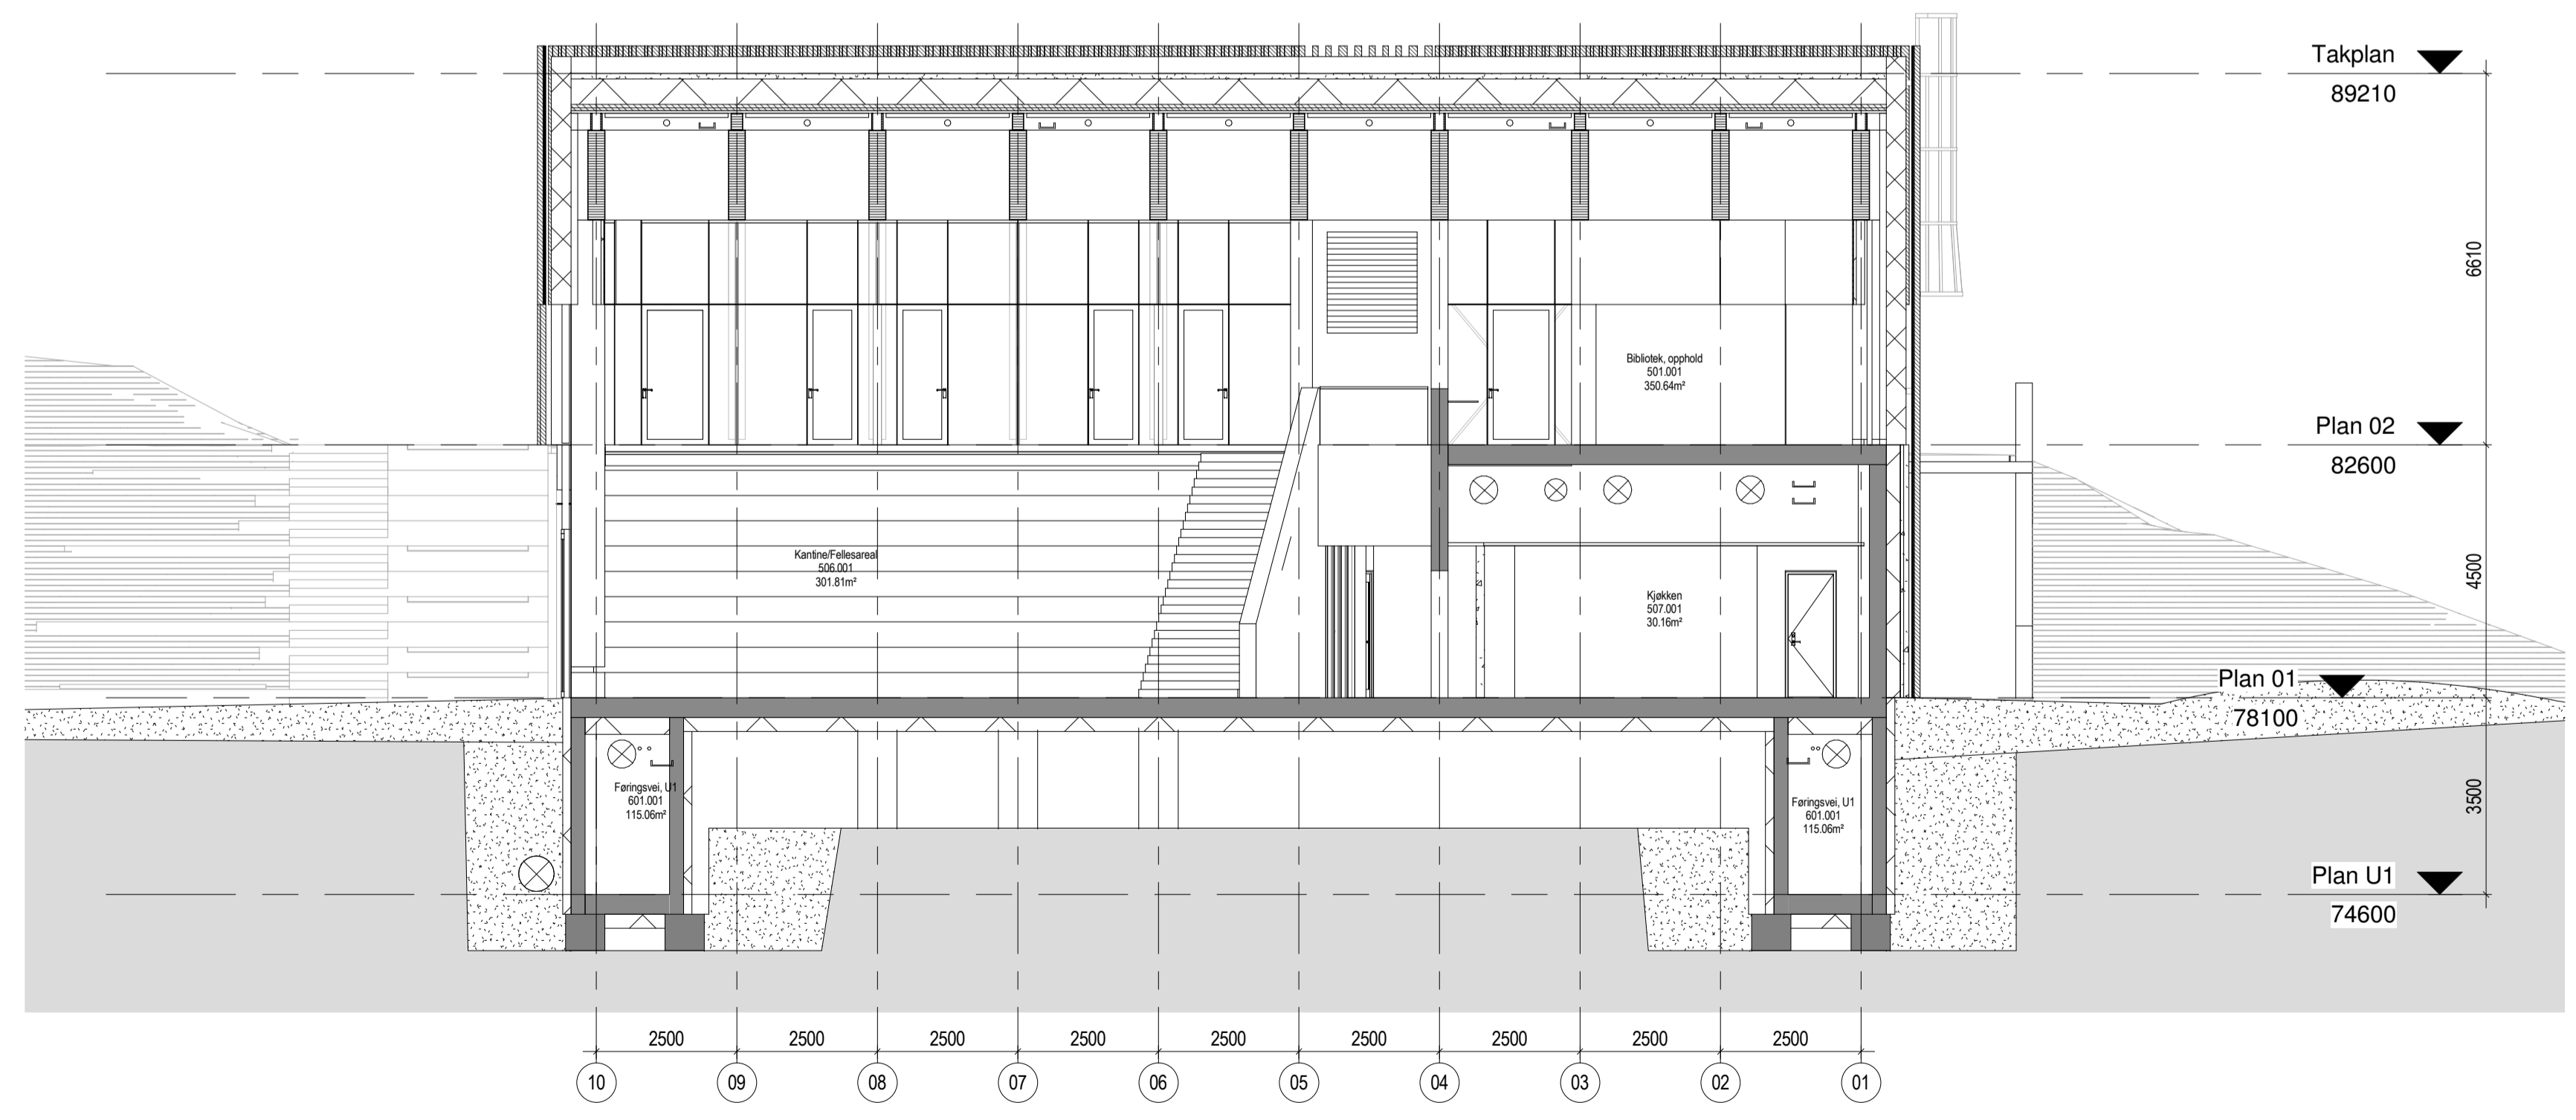 Takplan
89210
6610
Bibliotek, opphold
501.001
350.64m²
Plan 02
82600
Kantine/Fellesareal
506.001
301.81m²
4500
Kjøkken
507.001
30.16m²
Plan 01
78100
Føringsvei, U1
601.001
115.06m²
Føringsvei, U1
601.001
115.06m²
3500
Plan U1
74600
2500 2500 2500 2500 2500 2500 2500 2500 2500
10 09 08 07 06 05 04 03 02 01